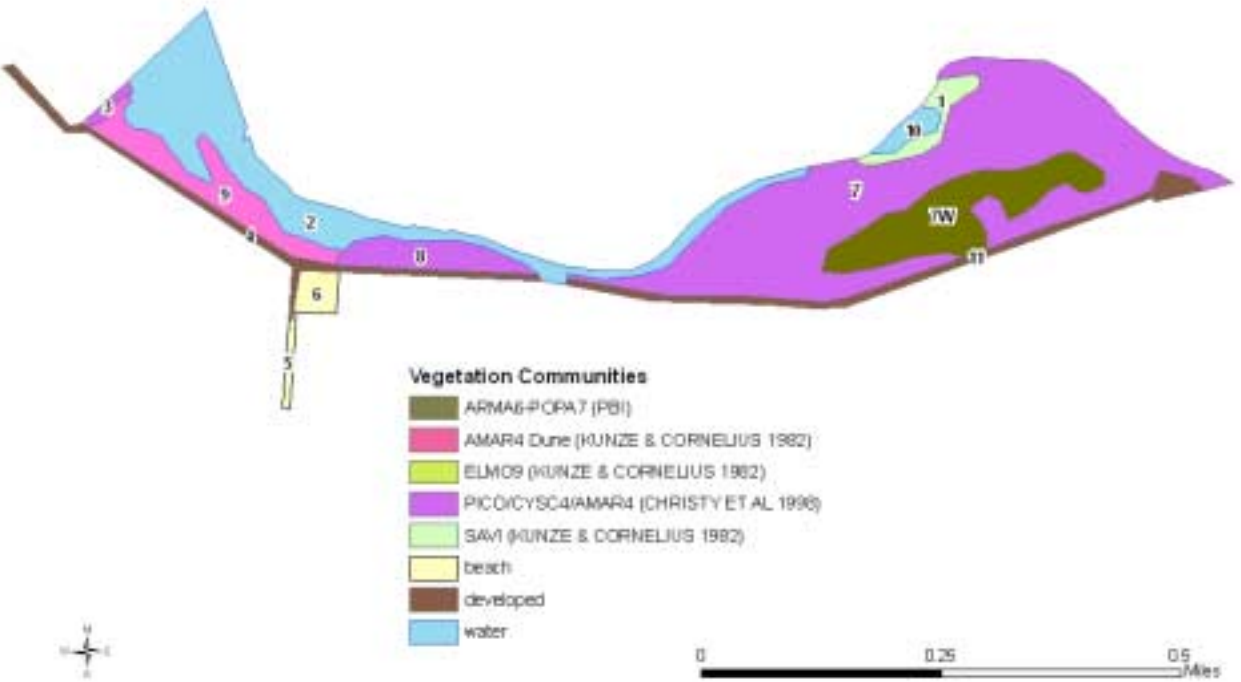 3
1
10
9
7
2
7W
4
8
11
6
5
Vegetation Communities
ARMA6-POPA7 (PBI)
AMAR4 Dune (KUNZE & CORNELIUS 1982)
ELMO9 (KUNZE & CORNELIUS 1982)
PICO/CYSC4/AMAR4 (CHRISTY ET AL 1998)
SAVI (KUNZE & CORNELIUS 1982)
beach
developed
water
N
0 0.25 0.5
Miles